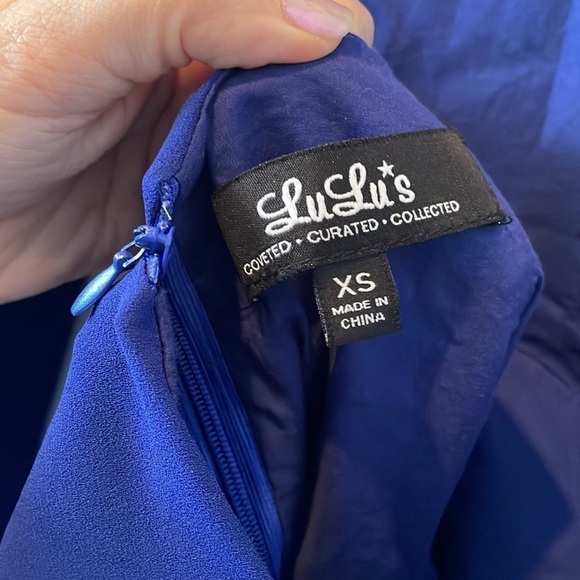 LuLu's
COVETED • CURATED • COLLECTED
XS
MADE IN
CHINA